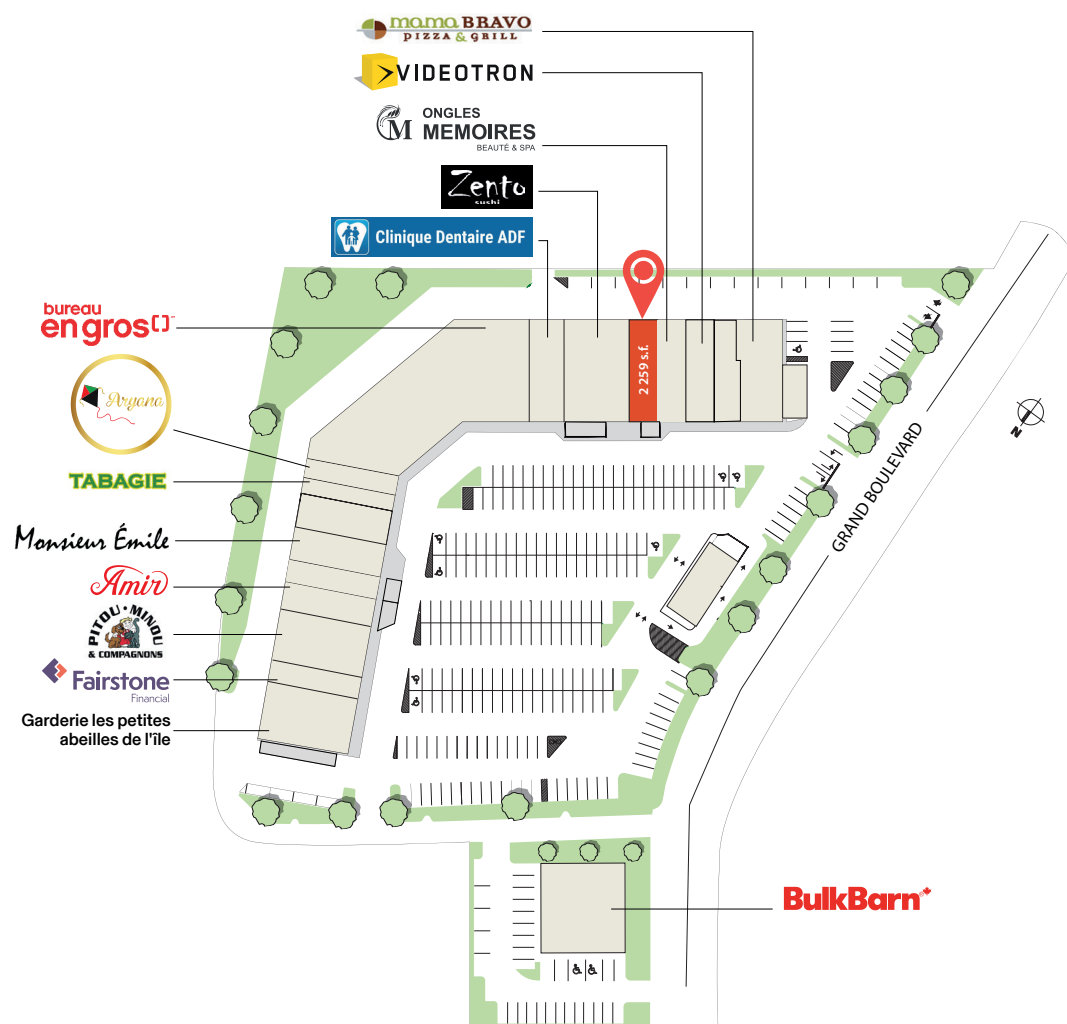 mama BRAVO
PIZZA & GRILL
VIDEOTRON
M
ONGLES
MEMOIRES
BEAUTÉ & SPA
Zento
sushi
Clinique Dentaire ADF
bureau
en gros
Aryana
TABAGIE
Monsieur Émile
Amir
PITOU • MINOU
& COMPAGNONS
Fairstone
Financial
Garderie les petites
abeilles de l'île
2 259 s.f.
GRAND BOULEVARD
N
BulkBarn